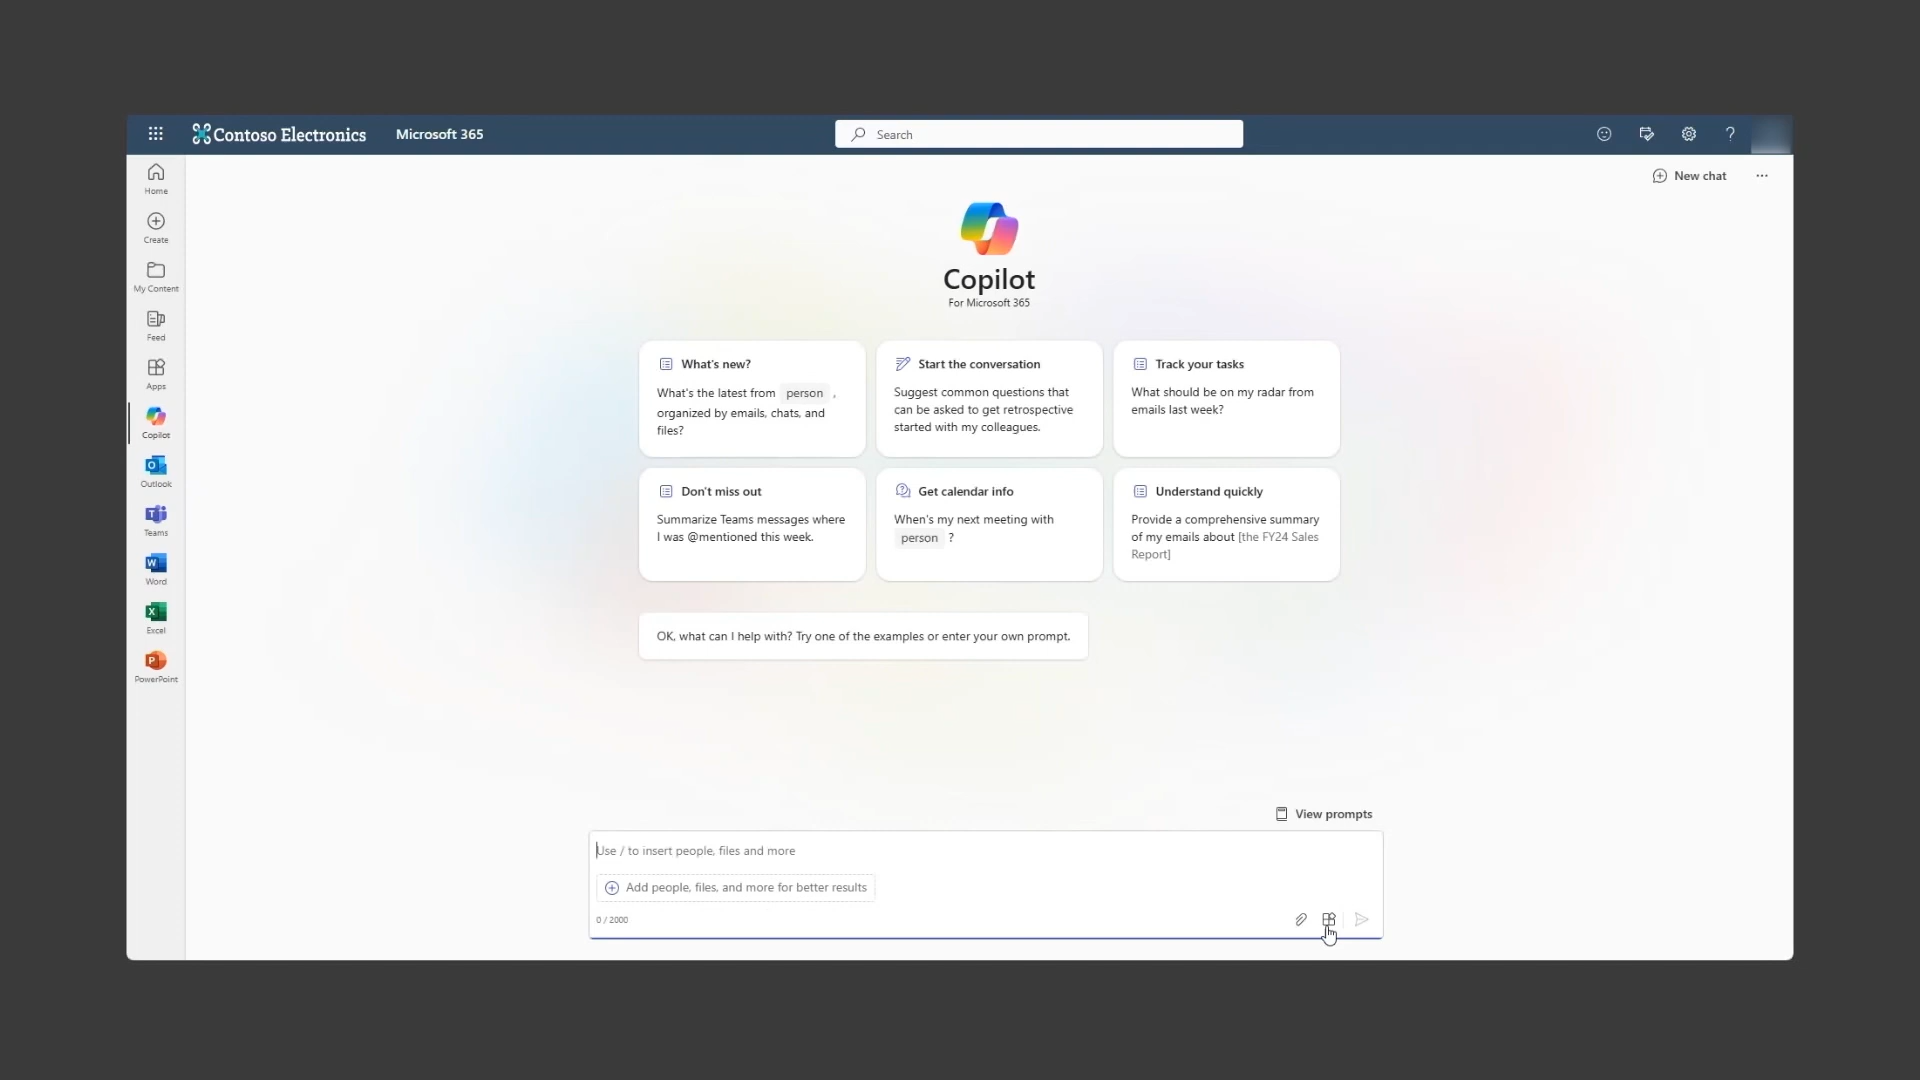 Contoso Electronics
Microsoft 365
Search
Home
Create
My Content
Feed
Apps
Copilot
Outlook
Teams
Word
Excel
PowerPoint
New chat
Copilot
For Microsoft 365
What's new?
What's the latest from person ,
organized by emails, chats, and
files?
Start the conversation
Suggest common questions that
can be asked to get retrospective
started with my colleagues.
Track your tasks
What should be on my radar from
emails last week?
Don't miss out
Summarize Teams messages where
I was @mentioned this week.
Get calendar info
When's my next meeting with
person ?
Understand quickly
Provide a comprehensive summary
of my emails about [the FY24 Sales
Report]
OK, what can I help with? Try one of the examples or enter your own prompt.
View prompts
Use / to insert people, files and more
Add people, files, and more for better results
0 / 2000